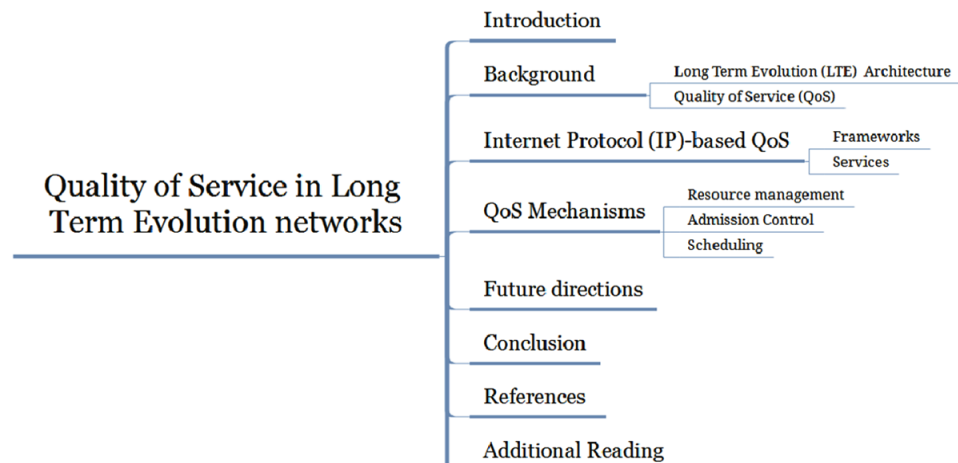 Quality of Service in Long
Term Evolution networks
Introduction
Background
Long Term Evolution (LTE) Architecture
Quality of Service (QoS)
Internet Protocol (IP)-based QoS
Frameworks
Services
QoS Mechanisms
Resource management
Admission Control
Scheduling
Future directions
Conclusion
References
Additional Reading